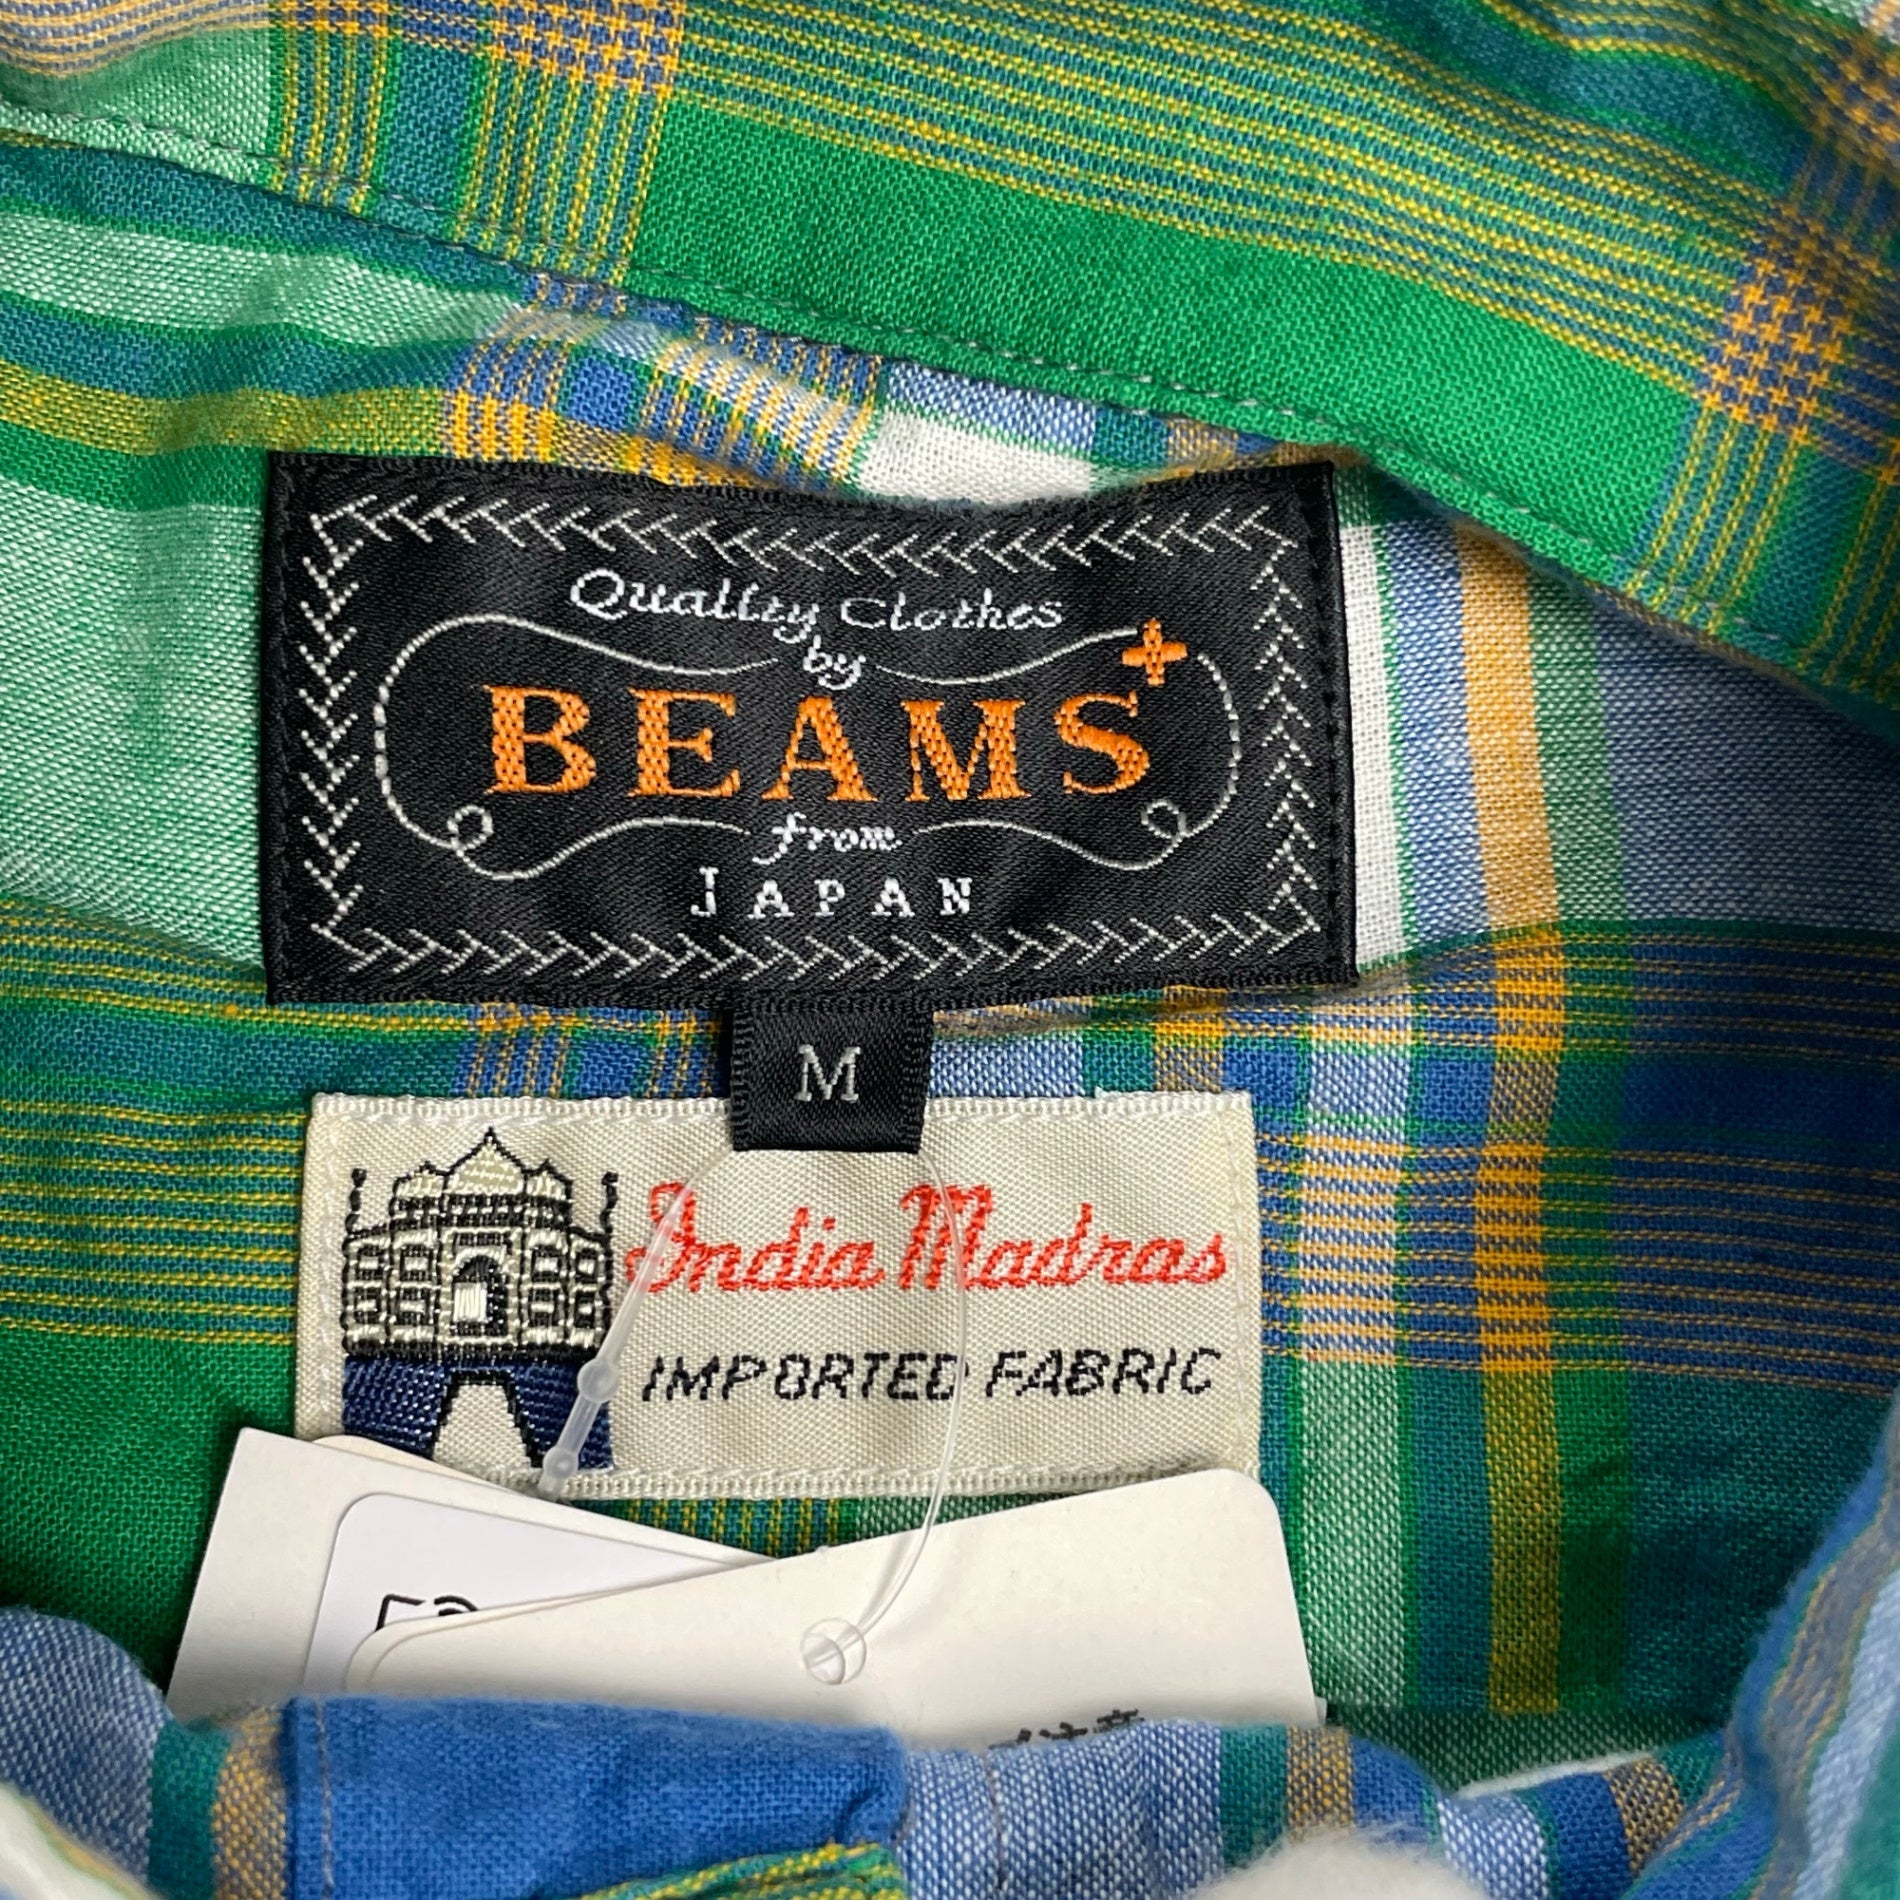 Quality Clothes
by
BEAMS+
from
JAPAN
M
India Madras
IMPORTED FABRIC